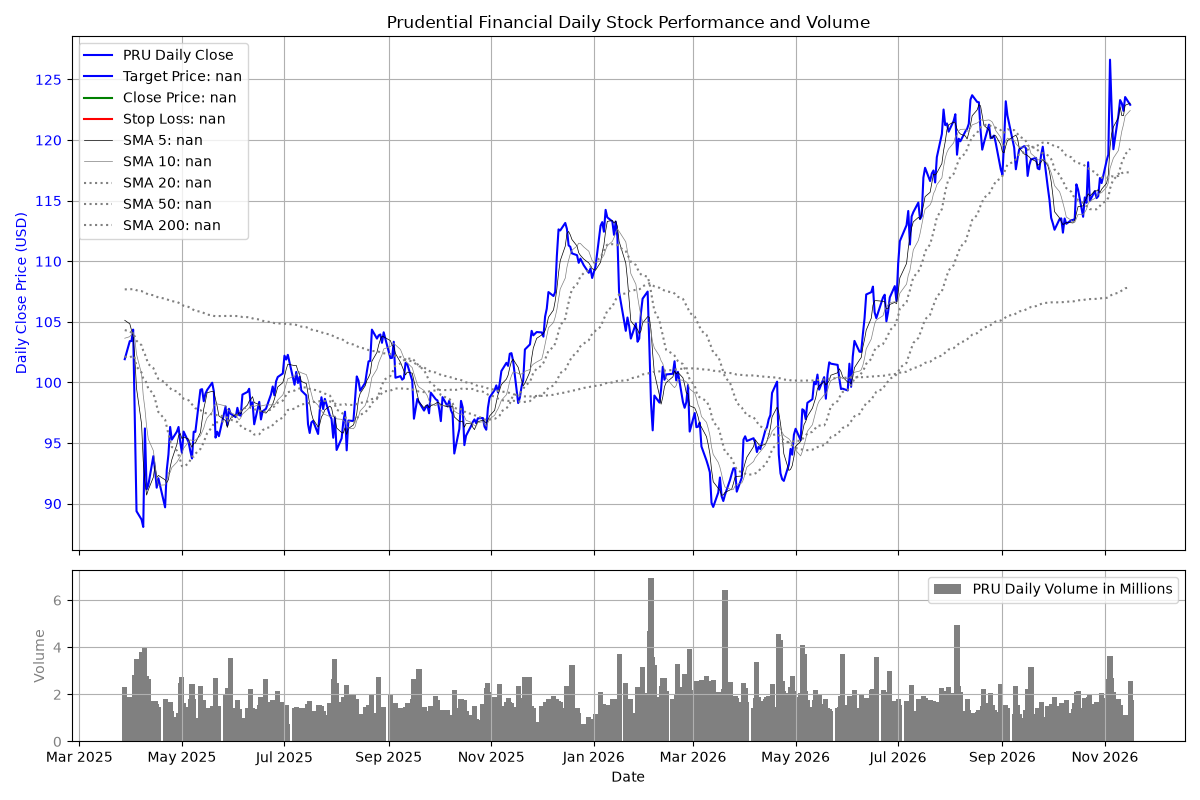 Prudential Financial Daily Stock Performance and Volume
PRU Daily Close
Target Price: nan
Close Price: nan
Stop Loss: nan
SMA 5: nan
SMA 10: nan
SMA 20: nan
SMA 50: nan
SMA 200: nan
Daily Close Price (USD)
125
120
115
110
105
100
95
90
PRU Daily Volume in Millions
Volume
6
4
2
0
Mar 2025 May 2025 Jul 2025 Sep 2025 Nov 2025 Jan 2026 Mar 2026 May 2026 Jul 2026 Sep 2026 Nov 2026
Date